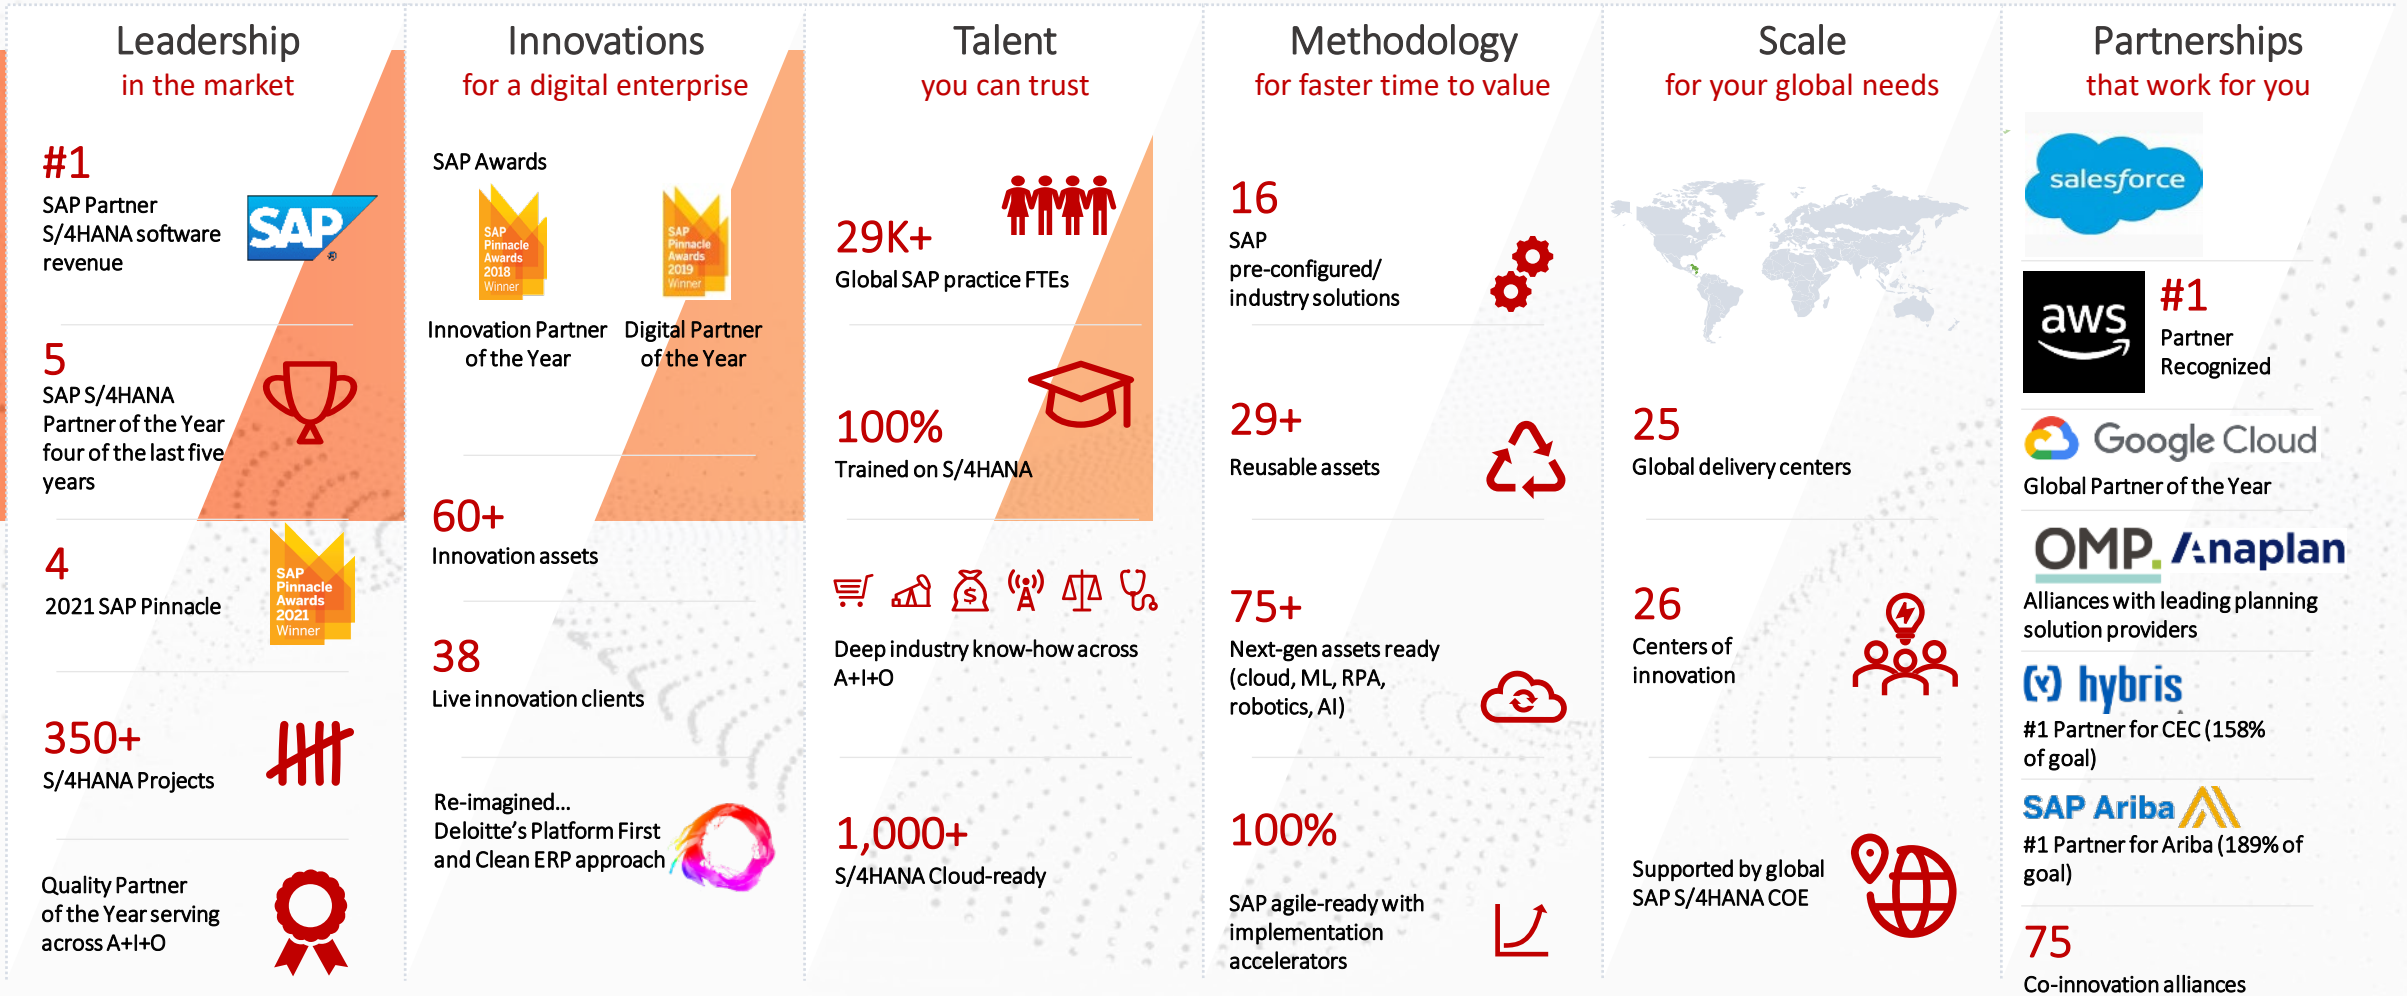 Leadership
in the market
#1
SAP Partner
S/4HANA software
revenue
SAP
5
SAP S/4HANA
Partner of the Year
four of the last five
years
4
2021 SAP Pinnacle
SAP
Pinnacle
Awards
2021
Winner
350+
S/4HANA Projects
Quality Partner
of the Year serving
across A+I+O
Innovations
for a digital enterprise
SAP Awards
SAP
Pinnacle
Awards
2018
Winner
SAP
Pinnacle
Awards
2019
Winner
Innovation Partner
of the Year
Digital Partner
of the Year
60+
Innovation assets
38
Live innovation clients
Re-imagined...
Deloitte's Platform First
and Clean ERP approach
Talent
you can trust
29K+
Global SAP practice FTEs
100%
Trained on S/4HANA
$
Deep industry know-how across
A+I+O
1,000+
S/4HANA Cloud-ready
Methodology
for faster time to value
16
SAP
pre-configured/
industry solutions
29+
Reusable assets
75+
Next-gen assets ready
(cloud, ML, RPA,
robotics, AI)
100%
SAP agile-ready with
implementation
accelerators
Scale
for your global needs
25
Global delivery centers
26
Centers of
innovation
Supported by global
SAP S/4HANA COE
Partnerships
that work for you
salesforce
aws
#1
Partner
Recognized
Google Cloud
Global Partner of the Year
OMP. Anaplan
Alliances with leading planning
solution providers
(y) hybris
#1 Partner for CEC (158%
of goal)
SAP Ariba
#1 Partner for Ariba (189% of
goal)
75
Co-innovation alliances